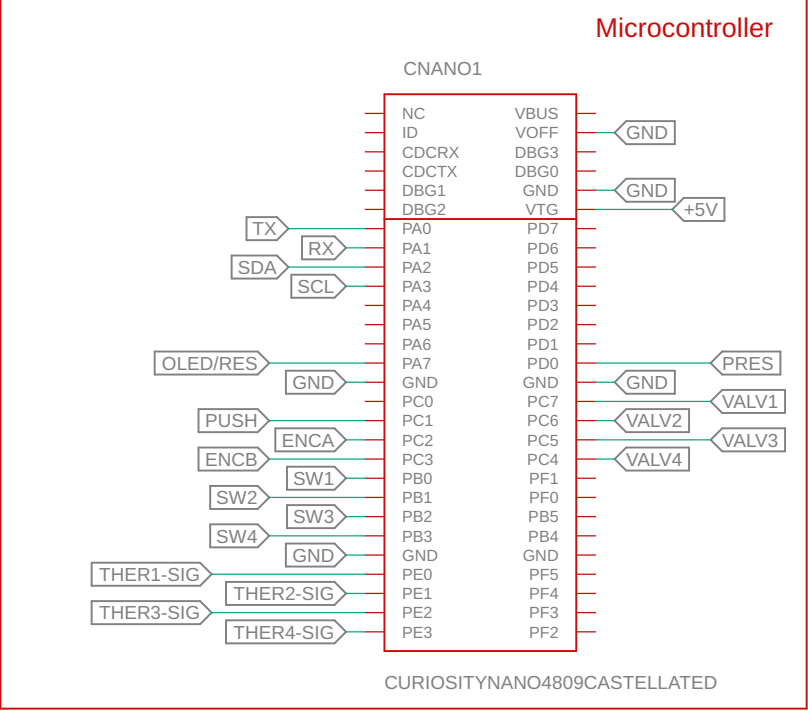 Microcontroller
CNANO1
NC VBUS
ID VOFF GND
CDCRX DBG3
CDCTX DBG0
DBG1 GND GND
DBG2 VTG +5V
TX PA0 PD7
RX PA1 PD6
SDA PA2 PD5
SCL PA3 PD4
PA4 PD3
PA5 PD2
PA6 PD1
OLED/RES PA7 PD0 PRES
GND GND GND GND
PC0 PC7 VALV1
PUSH PC1 PC6 VALV2
ENCA PC2 PC5 VALV3
ENCB PC3 PC4 VALV4
SW1 PB0 PF1
SW2 PB1 PF0
SW3 PB2 PB5
SW4 PB3 PB4
GND GND GND
THER1-SIG PE0 PF5
THER2-SIG PE1 PF4
THER3-SIG PE2 PF3
THER4-SIG PE3 PF2
CURIOSITYNANO4809CASTELLATED